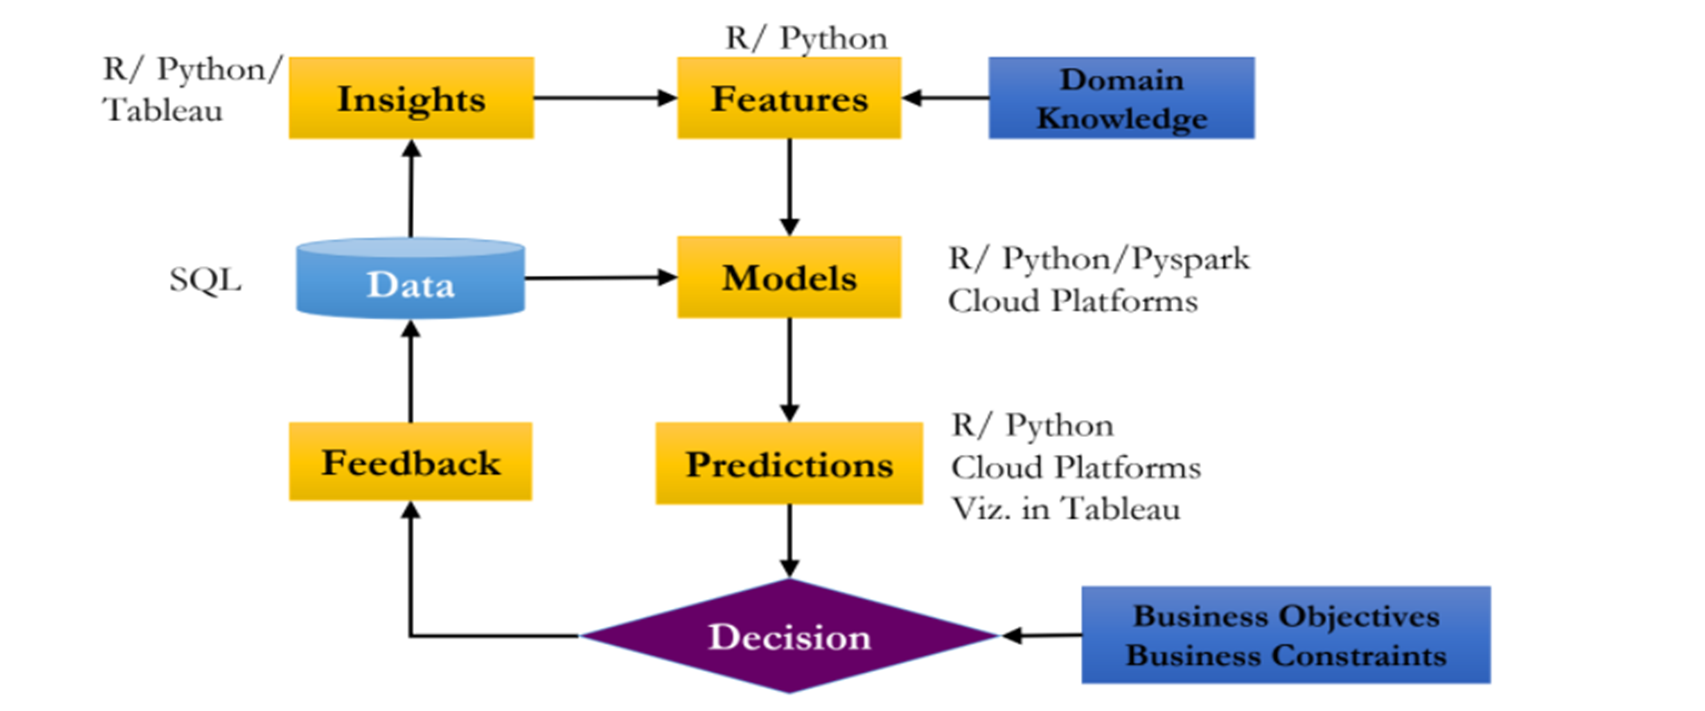 R/ Python
R/ Python/
Tableau
Insights
Features
Domain
Knowledge
SQL
Data
Models
R/ Python/Pyspark
Cloud Platforms
Feedback
Predictions
R/ Python
Cloud Platforms
Viz. in Tableau
Decision
Business Objectives
Business Constraints